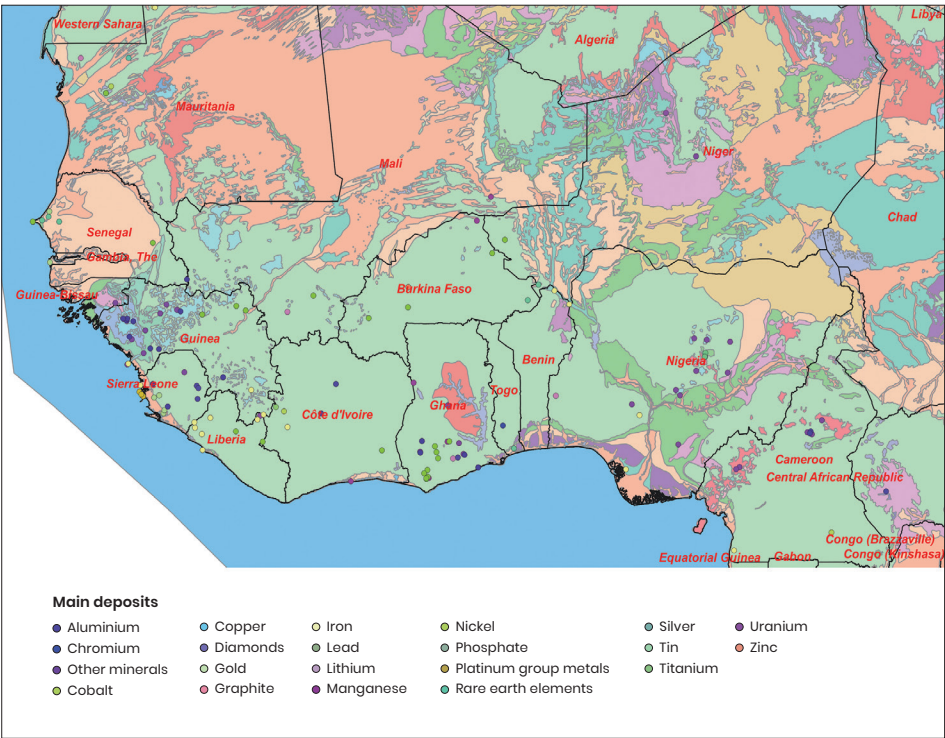 Western Sahara
Libya
Algeria
Mauritania
Mali
Niger
Chad
Senegal
Gambia, The
Guinea-Bissau
Burkina Faso
Guinea
Benin
Nigeria
Sierra Leone
Togo
Ghana
Côte d'Ivoire
Liberia
Cameroon
Central African Republic
Congo (Brazzaville)
Equatorial Guinea
Gabon
Congo (Kinshasa)
Main deposits
Aluminium
Chromium
Other minerals
Cobalt
Copper
Diamonds
Gold
Graphite
Iron
Lead
Lithium
Manganese
Nickel
Phosphate
Platinum group metals
Rare earth elements
Silver
Tin
Titanium
Uranium
Zinc